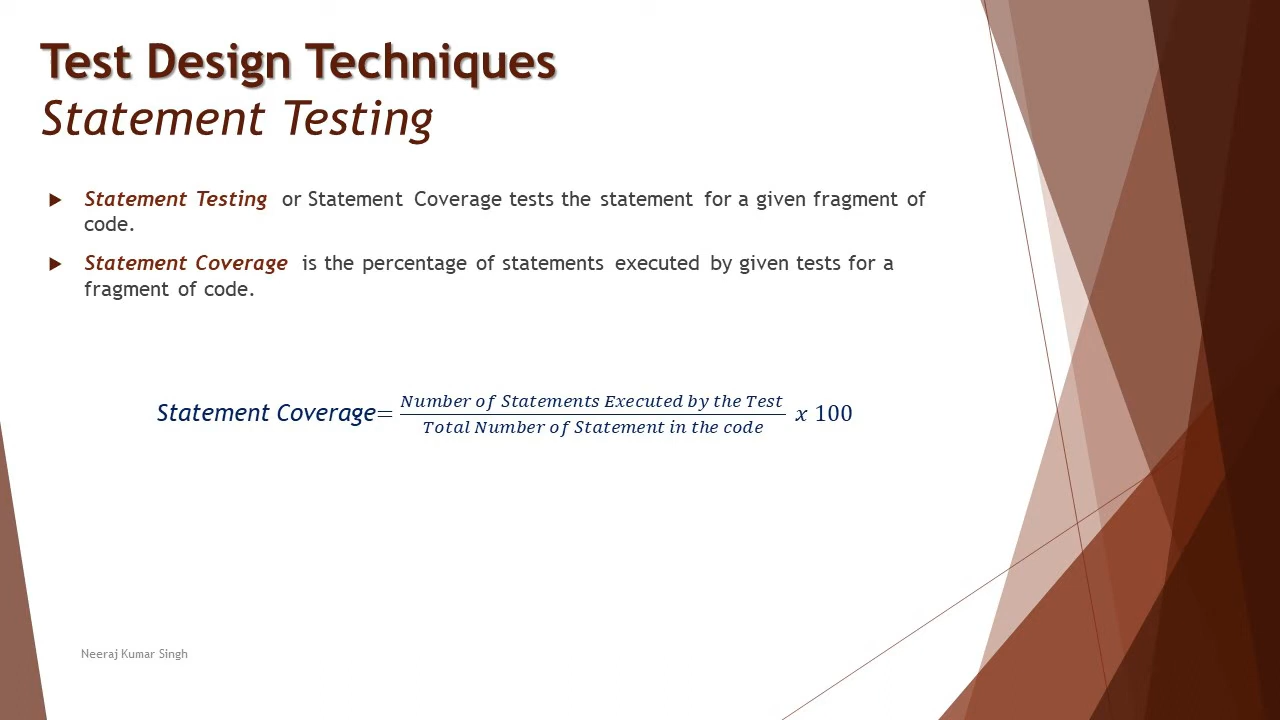 Test Design Techniques
Statement Testing
Statement Testing or Statement Coverage tests the statement for a given fragment of
code.
Statement Coverage is the percentage of statements executed by given tests for a
fragment of code.
Statement Coverage= Number of Statements Executed by the Test / Total Number of Statement in the code x 100
Neeraj Kumar Singh